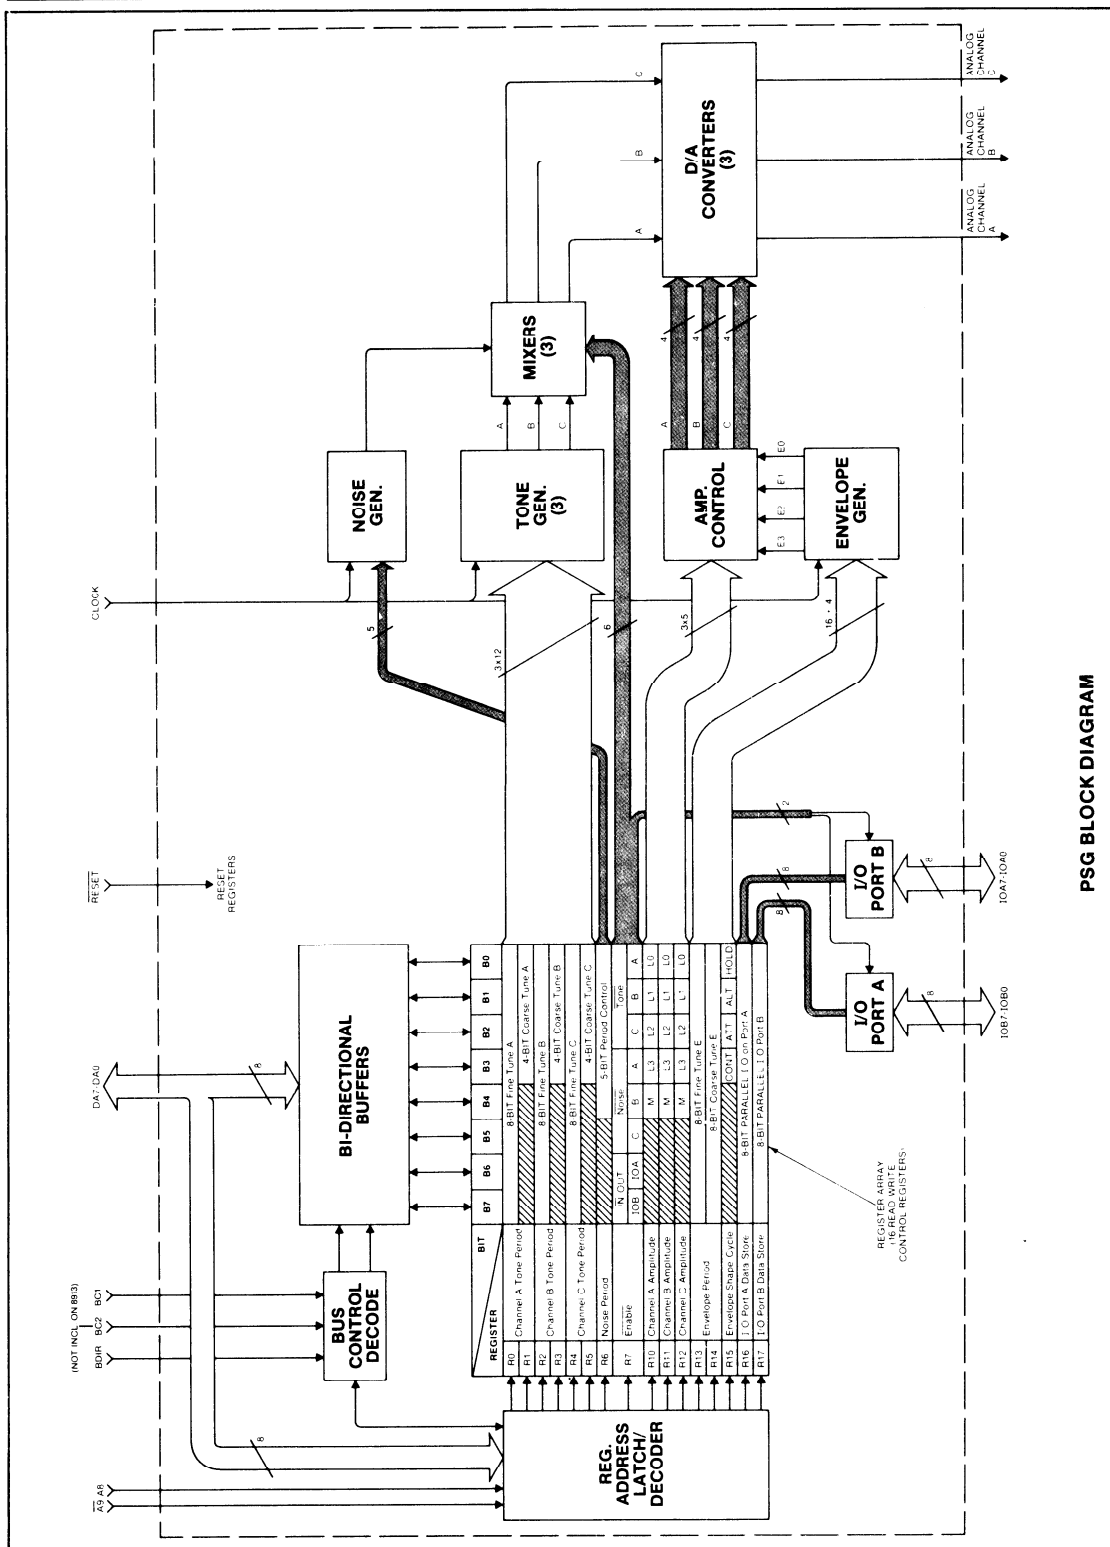 PSG BLOCK DIAGRAM
A9 A8
BDIR BC2 BC1
(NOT INCL ON 8913)
DA7-DA0
RESET
CLOCK
RESET
REGISTERS
8
8
REG.
ADDRESS
LATCH/
DECODER
BUS
CONTROL
DECODE
BI-DIRECTIONAL
BUFFERS
REGISTER BIT B7 B6 B5 B4 B3 B2 B1 B0
R0 Channel A Tone Period 8-BIT Fine Tune A
R1 4-BIT Coarse Tune A
R2 Channel B Tone Period 8-BIT Fine Tune B
R3 4-BIT Coarse Tune B
R4 Channel C Tone Period 8-BIT Fine Tune C
R5 4-BIT Coarse Tune C
R6 Noise Period 5-BIT Period Control
R7 Enable IN OUT Noise Tone
IOB IOA C B A C B A
R10 Channel A Amplitude M L3 L2 L1 L0
R11 Channel B Amplitude M L3 L2 L1 L0
R12 Channel C Amplitude M L3 L2 L1 L0
R13 Envelope Period 8-BIT Fine Tune E
R14 8-BIT Coarse Tune E
R15 Envelope Shape Cycle CONT ATT ALT HOLD
R16 I O Port A Data Store 8-BIT PARALLEL I O on Port A
R17 I O Port B Data Store 8-BIT PARALLEL I O Port B
REGISTER ARRAY
(16 READ WRITE
CONTROL REGISTERS)
5
3x12
6
3x5
16 + 4
2
8
8
NOISE
GEN.
TONE
GEN.
(3)
AMP.
CONTROL
ENVELOPE
GEN.
E3 E2 E1 E0
A
B
C
MIXERS
(3)
A 4
B 4
C 4
C
B
A
D/A
CONVERTERS
(3)
ANALOG
CHANNEL
A
ANALOG
CHANNEL
B
ANALOG
CHANNEL
C
I/O
PORT A
I/O
PORT B
8
8
IOB7-IOB0
IOA7-IOA0